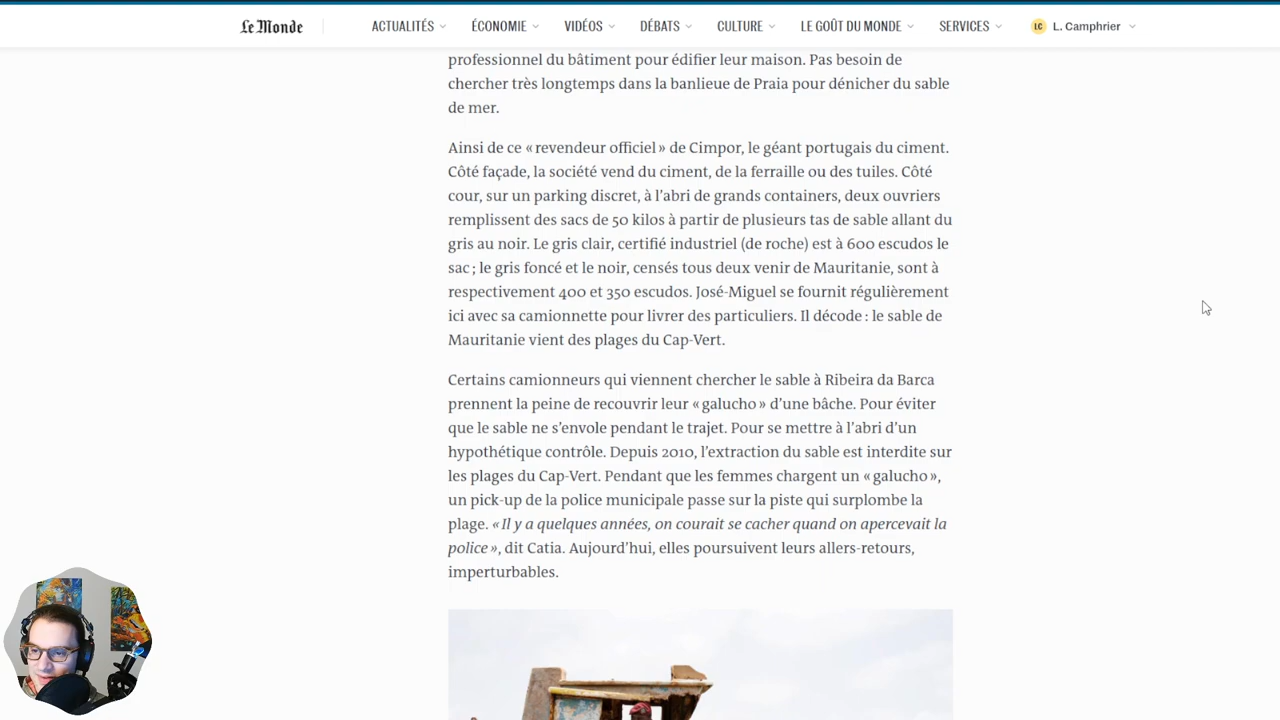 Le Monde
ACTUALITÉS ÉCONOMIE VIDÉOS DÉBATS CULTURE LE GOÛT DU MONDE SERVICES LC L. Camphrier
professionnel du bâtiment pour édifier leur maison. Pas besoin de
chercher très longtemps dans la banlieue de Praia pour dénicher du sable
de mer.
Ainsi de ce « revendeur officiel » de Cimpor, le géant portugais du ciment.
Côté façade, la société vend du ciment, de la ferraille ou des tuiles. Côté
cour, sur un parking discret, à l’abri de grands containers, deux ouvriers
remplissent des sacs de 50 kilos à partir de plusieurs tas de sable allant du
gris au noir. Le gris clair, certifié industriel (de roche) est à 600 escudos le
sac ; le gris foncé et le noir, censés tous deux venir de Mauritanie, sont à
respectivement 400 et 350 escudos. José-Miguel se fournit régulièrement
ici avec sa camionnette pour livrer des particuliers. Il décode : le sable de
Mauritanie vient des plages du Cap-Vert.
Certains camionneurs qui viennent chercher le sable à Ribeira da Barca
prennent la peine de recouvrir leur « galucho » d’une bâche. Pour éviter
que le sable ne s’envole pendant le trajet. Pour se mettre à l’abri d’un
hypothétique contrôle. Depuis 2010, l’extraction du sable est interdite sur
les plages du Cap-Vert. Pendant que les femmes chargent un « galucho »,
un pick-up de la police municipale passe sur la piste qui surplombe la
plage. « Il y a quelques années, on courait se cacher quand on apercevait la
police », dit Catia. Aujourd’hui, elles poursuivent leurs allers-retours,
imperturbables.